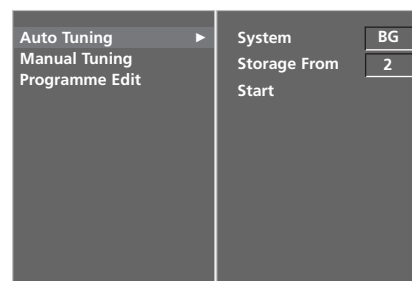 Auto Tuning ►
Manual Tuning
Programme Edit
System BG
Storage From 2
Start